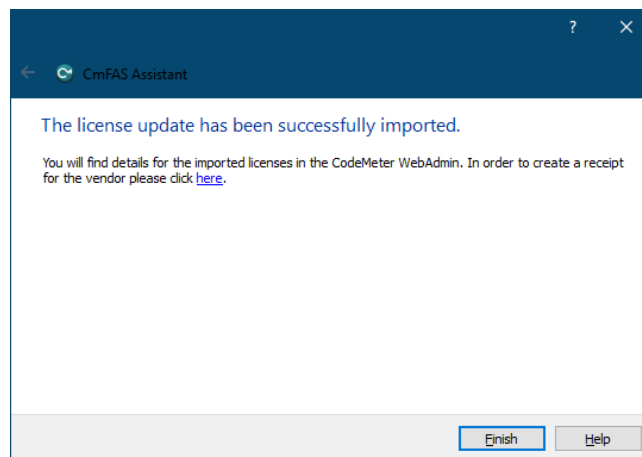 ?
CmFAS Assistant
The license update has been successfully imported.
You will find details for the imported licenses in the CodeMeter WebAdmin. In order to create a receipt
for the vendor please click here.
Finish
Help